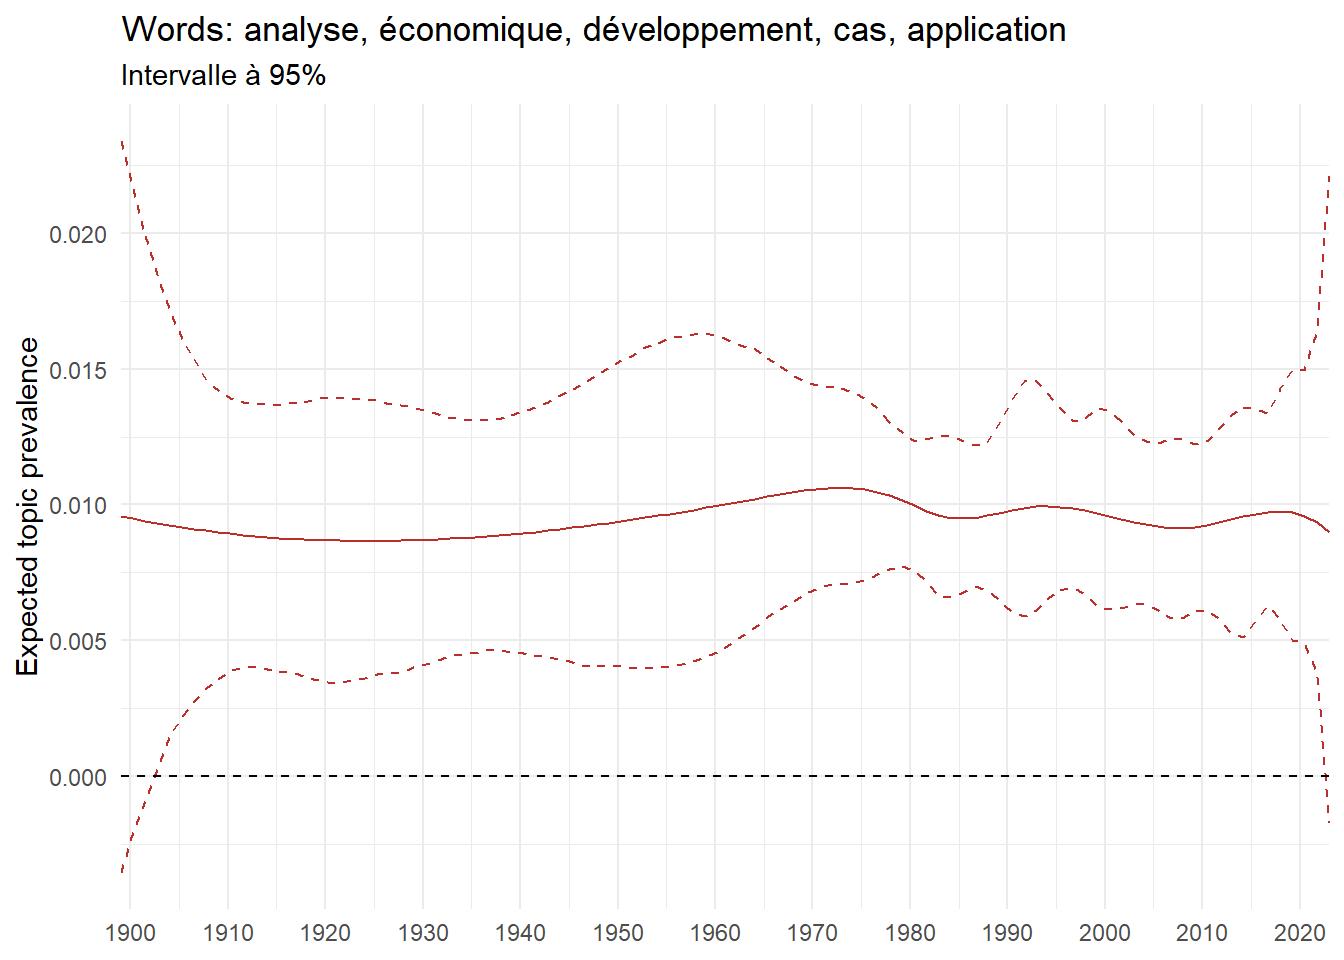 Words: analyse, économique, développement, cas, application
Intervalle à 95%
Expected topic prevalence
0.020
0.015
0.010
0.005
0.000
1900 1910 1920 1930 1940 1950 1960 1970 1980 1990 2000 2010 2020